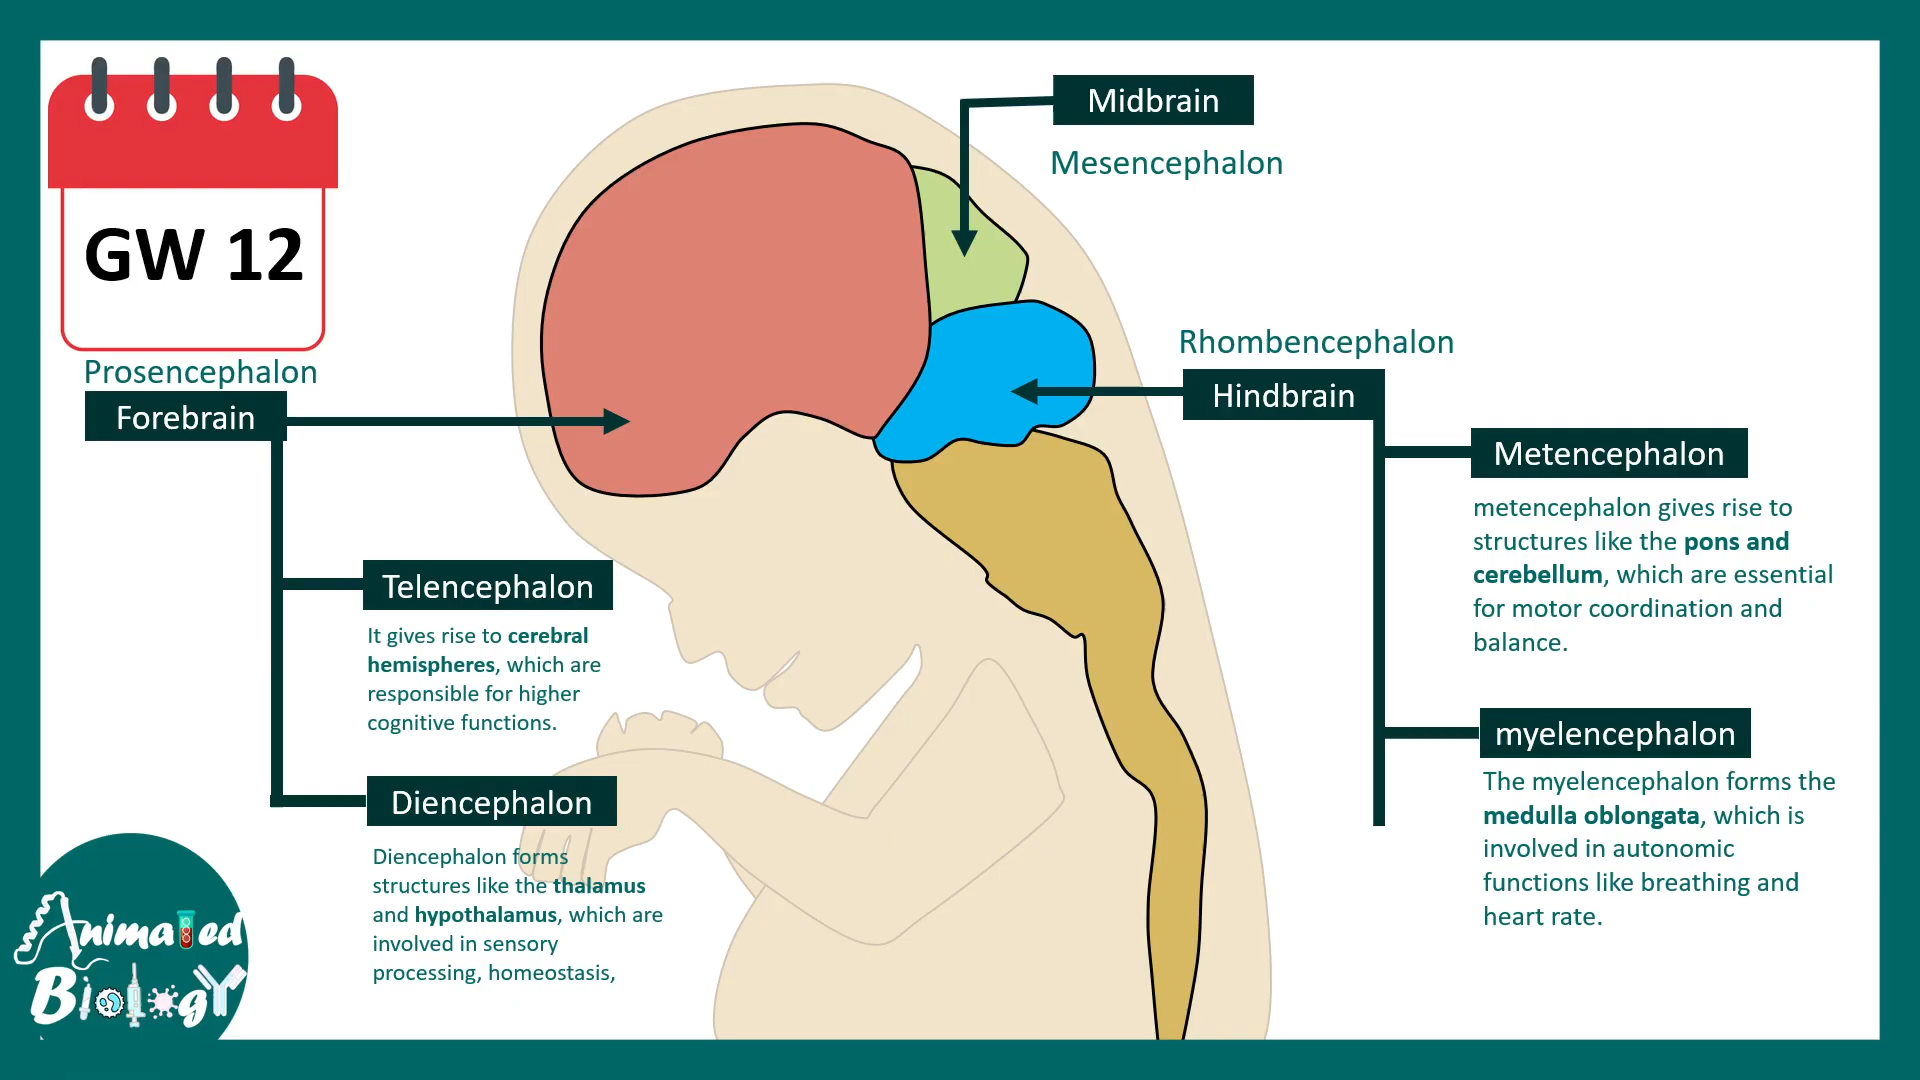 GW 12
Prosencephalon
Forebrain
Telencephalon
It gives rise to cerebral
hemispheres, which are
responsible for higher
cognitive functions.
Diencephalon
Diencephalon forms
structures like the thalamus
and hypothalamus, which are
involved in sensory
processing, homeostasis,
Midbrain
Mesencephalon
Rhombencephalon
Hindbrain
Metencephalon
metencephalon gives rise to
structures like the pons and
cerebellum, which are essential
for motor coordination and
balance.
myelencephalon
The myelencephalon forms the
medulla oblongata, which is
involved in autonomic
functions like breathing and
heart rate.
Animated
Biology